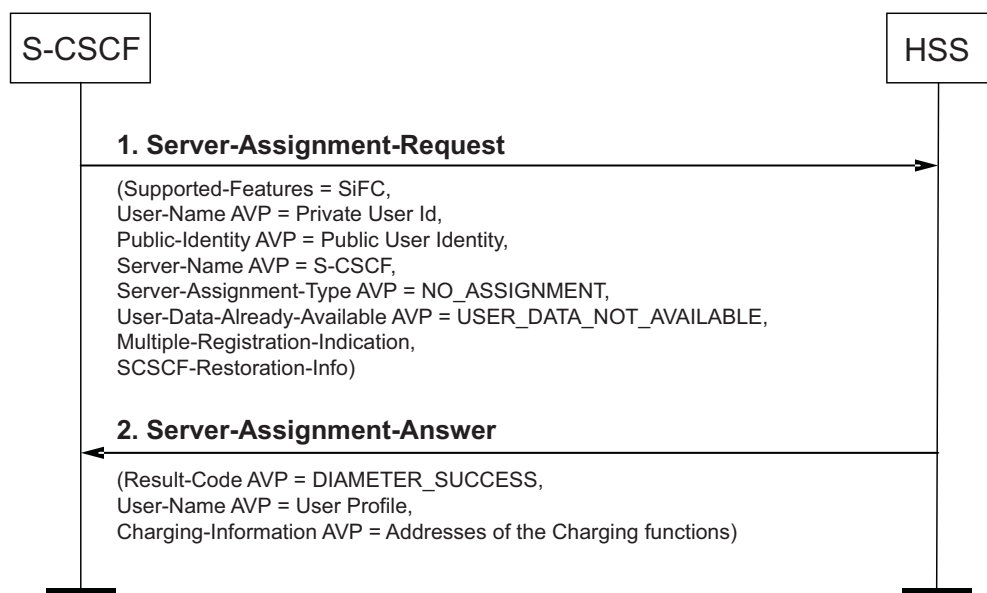 S-CSCF
HSS
1. Server-Assignment-Request
(Supported-Features = SiFC,
User-Name AVP = Private User Id,
Public-Identity AVP = Public User Identity,
Server-Name AVP = S-CSCF,
Server-Assignment-Type AVP = NO_ASSIGNMENT,
User-Data-Already-Available AVP = USER_DATA_NOT_AVAILABLE,
Multiple-Registration-Indication,
SCSCF-Restoration-Info)
2. Server-Assignment-Answer
(Result-Code AVP = DIAMETER_SUCCESS,
User-Name AVP = User Profile,
Charging-Information AVP = Addresses of the Charging functions)